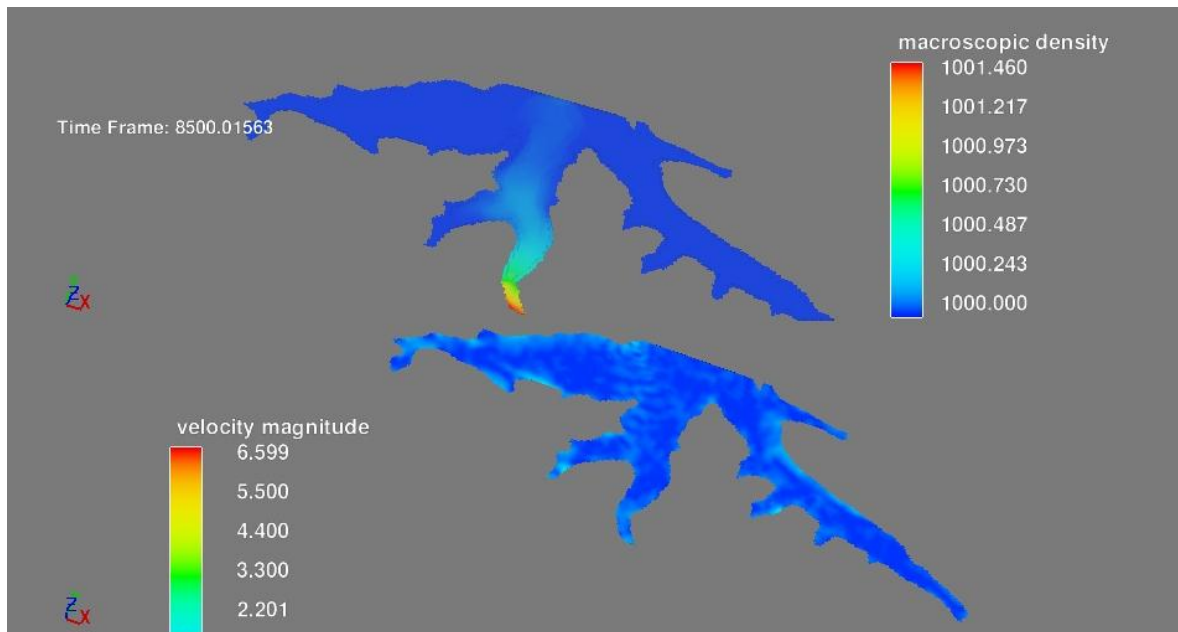 macroscopic density
1001.460
1001.217
1000.973
1000.730
1000.487
1000.243
1000.000
Time Frame: 8500.01563
Z
X
velocity magnitude
6.599
5.500
4.400
3.300
2.201
Z
X